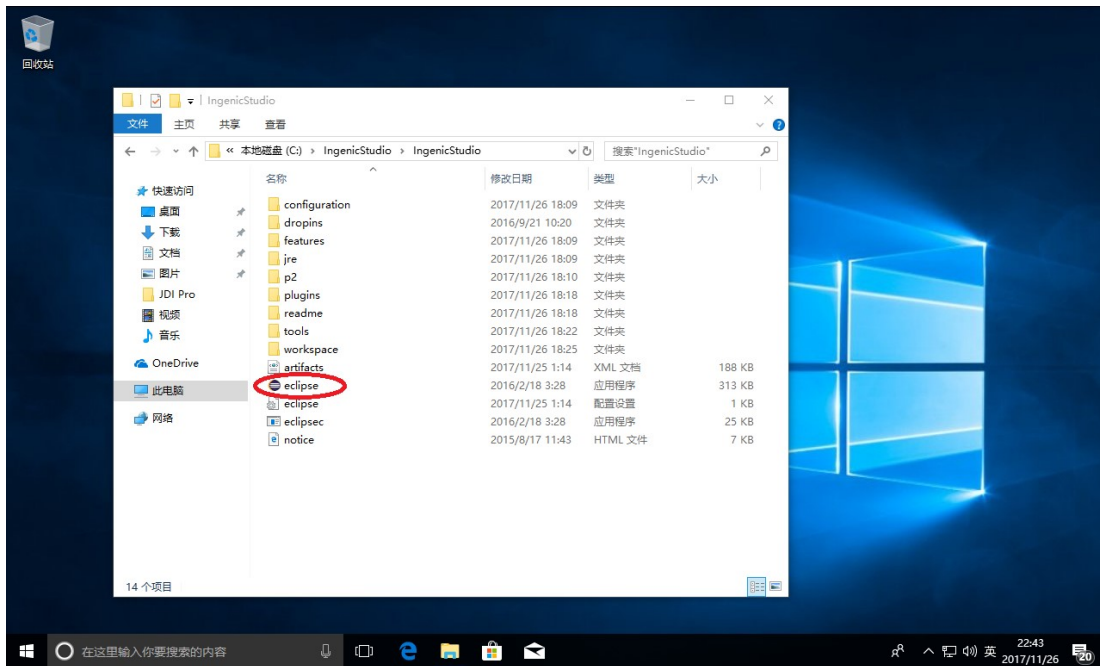 回收站
IngenicStudio
文件 主页 共享 查看
« 本地磁盘 (C:) › IngenicStudio › IngenicStudio 搜索"IngenicStudio"
名称 修改日期 类型 大小
快速访问
桌面
下载
文档
图片
JDI Pro
视频
音乐
OneDrive
此电脑
网络
configuration 2017/11/26 18:09 文件夹
dropins 2016/9/21 10:20 文件夹
features 2017/11/26 18:09 文件夹
jre 2017/11/26 18:09 文件夹
p2 2017/11/26 18:10 文件夹
plugins 2017/11/26 18:18 文件夹
readme 2017/11/26 18:18 文件夹
tools 2017/11/26 18:22 文件夹
workspace 2017/11/26 18:25 文件夹
artifacts 2017/11/25 1:14 XML 文档 188 KB
eclipse 2016/2/18 3:28 应用程序 313 KB
eclipse 2017/11/25 1:14 配置设置 1 KB
eclipsec 2016/2/18 3:28 应用程序 25 KB
notice 2015/8/17 11:43 HTML 文件 7 KB
14 个项目
在这里输入你要搜索的内容
英
22:43
2017/11/26
20